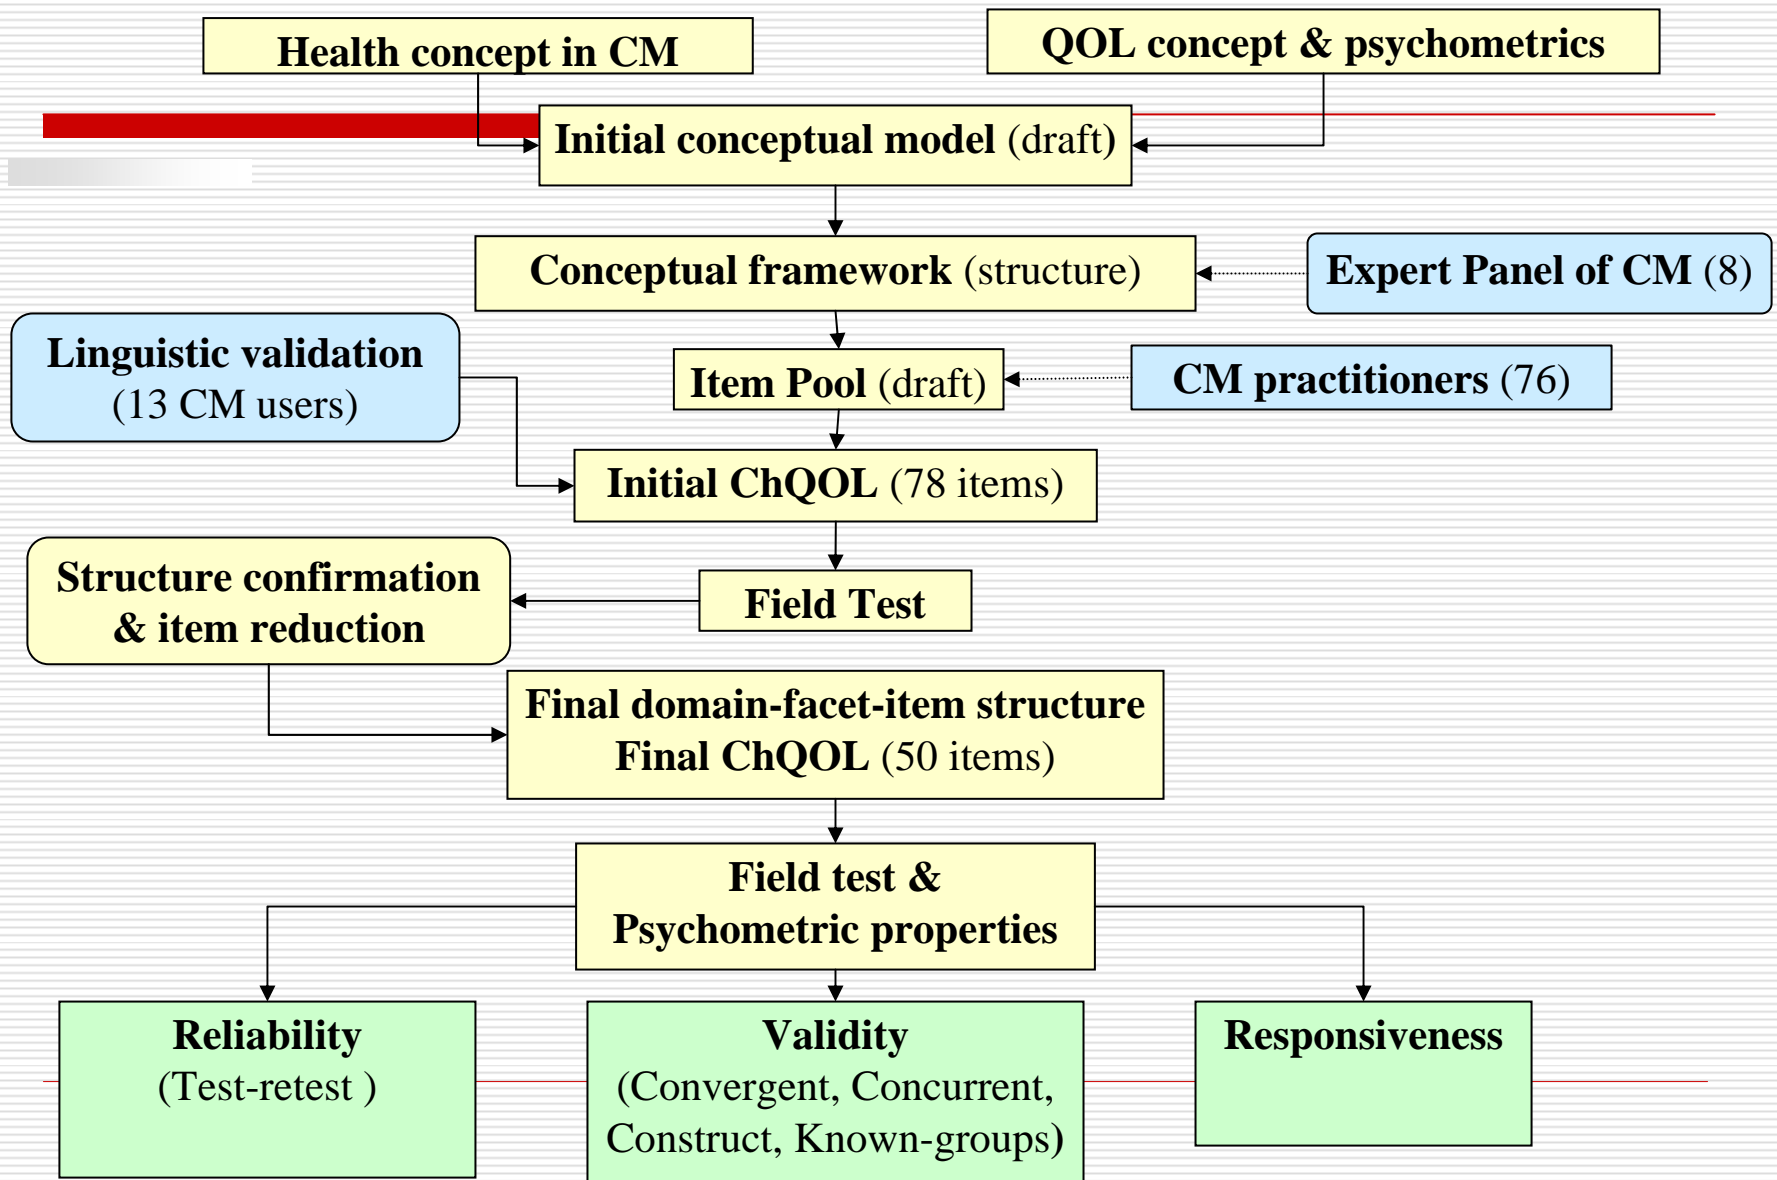 Health concept in CM
QOL concept & psychometrics
Initial conceptual model (draft)
Conceptual framework (structure)
Expert Panel of CM (8)
Linguistic validation
(13 CM users)
Item Pool (draft)
CM practitioners (76)
Initial ChQOL (78 items)
Structure confirmation
& item reduction
Field Test
Final domain-facet-item structure
Final ChQOL (50 items)
Field test &
Psychometric properties
Reliability
(Test-retest )
Validity
(Convergent, Concurrent,
Construct, Known-groups)
Responsiveness